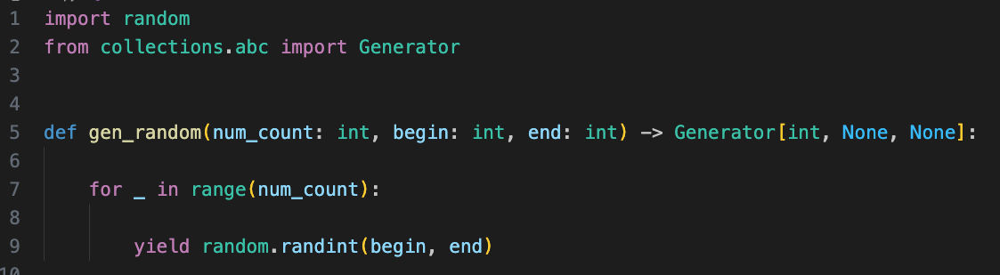 1 import random
2 from collections.abc import Generator
3
4
5 def gen_random(num_count: int, begin: int, end: int) -> Generator[int, None, None]:
6
7     for _ in range(num_count):
8
9         yield random.randint(begin, end)
10